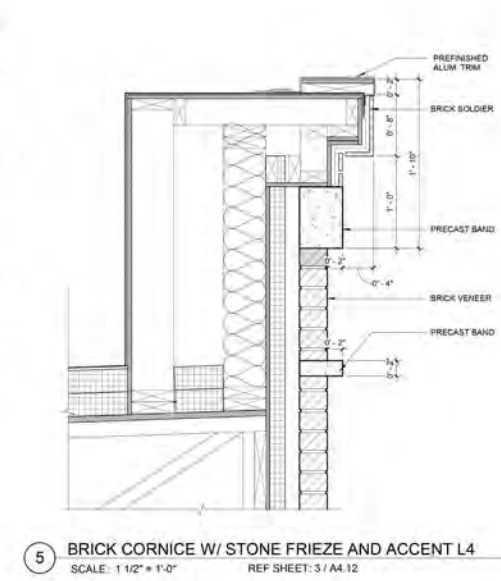 PREFINISHED
ALUM. TRIM
0' - 2"
BRICK SOLDIER
0' - 8"
1' - 10"
1' - 0"
PRECAST BAND
0' - 2"
0' - 4"
BRICK VENEER
0' - 2"
PRECAST BAND
5
BRICK CORNICE W/ STONE FRIEZE AND ACCENT L4
SCALE: 1 1/2" = 1'-0"
REF SHEET: 3 / A4.12